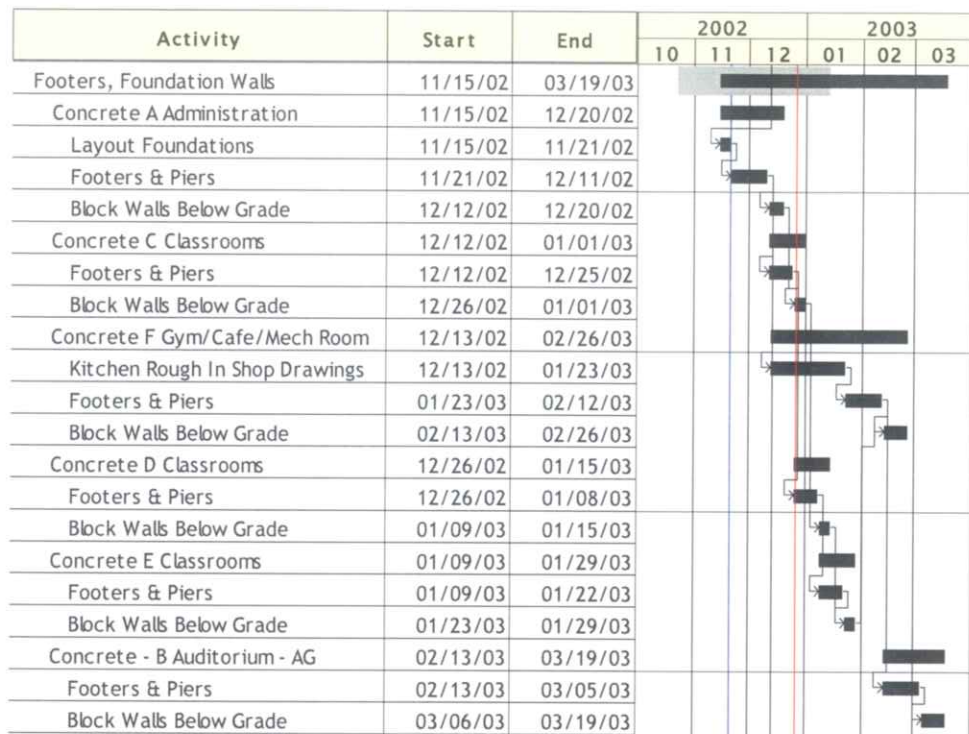 Activity Start End 2002 2003
10 11 12 01 02 03
Footers, Foundation Walls 11/15/02 03/19/03
Concrete A Administration 11/15/02 12/20/02
Layout Foundations 11/15/02 11/21/02
Footers & Piers 11/21/02 12/11/02
Block Walls Below Grade 12/12/02 12/20/02
Concrete C Classrooms 12/12/02 01/01/03
Footers & Piers 12/12/02 12/25/02
Block Walls Below Grade 12/26/02 01/01/03
Concrete F Gym/Cafe/Mech Room 12/13/02 02/26/03
Kitchen Rough In Shop Drawings 12/13/02 01/23/03
Footers & Piers 01/23/03 02/12/03
Block Walls Below Grade 02/13/03 02/26/03
Concrete D Classrooms 12/26/02 01/15/03
Footers & Piers 12/26/02 01/08/03
Block Walls Below Grade 01/09/03 01/15/03
Concrete E Classrooms 01/09/03 01/29/03
Footers & Piers 01/09/03 01/22/03
Block Walls Below Grade 01/23/03 01/29/03
Concrete - B Auditorium - AG 02/13/03 03/19/03
Footers & Piers 02/13/03 03/05/03
Block Walls Below Grade 03/06/03 03/19/03